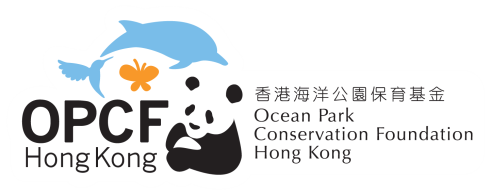 OPCF
Hong Kong
香港海洋公園保育基金
Ocean Park
Conservation Foundation
Hong Kong